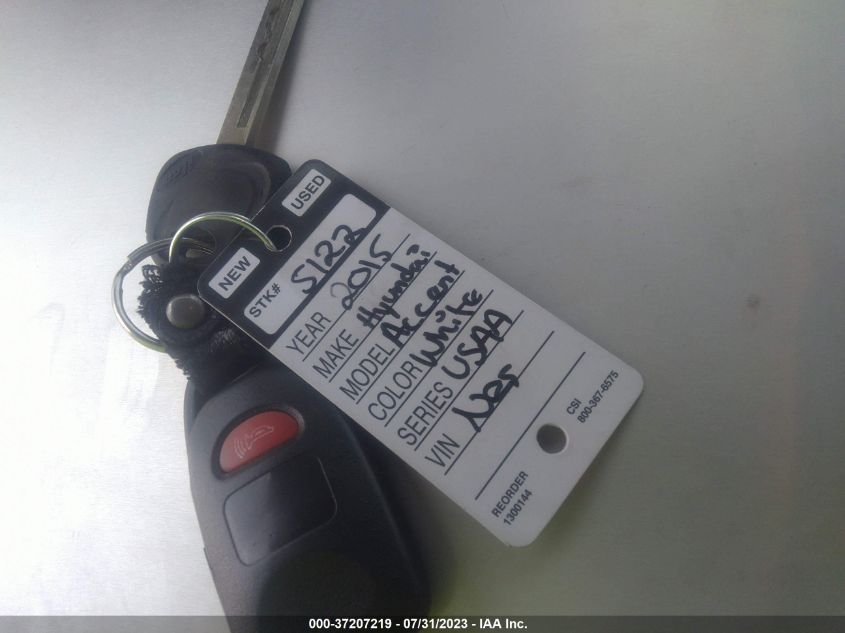 USED
NEW
STK# S122
YEAR 2015
MAKE Hyundai
MODEL Accent
COLOR White
SERIES USAA
VIN
REORDER
1300144
CSI
800-367-6575
000-37207219 - 07/31/2023 - IAA Inc.